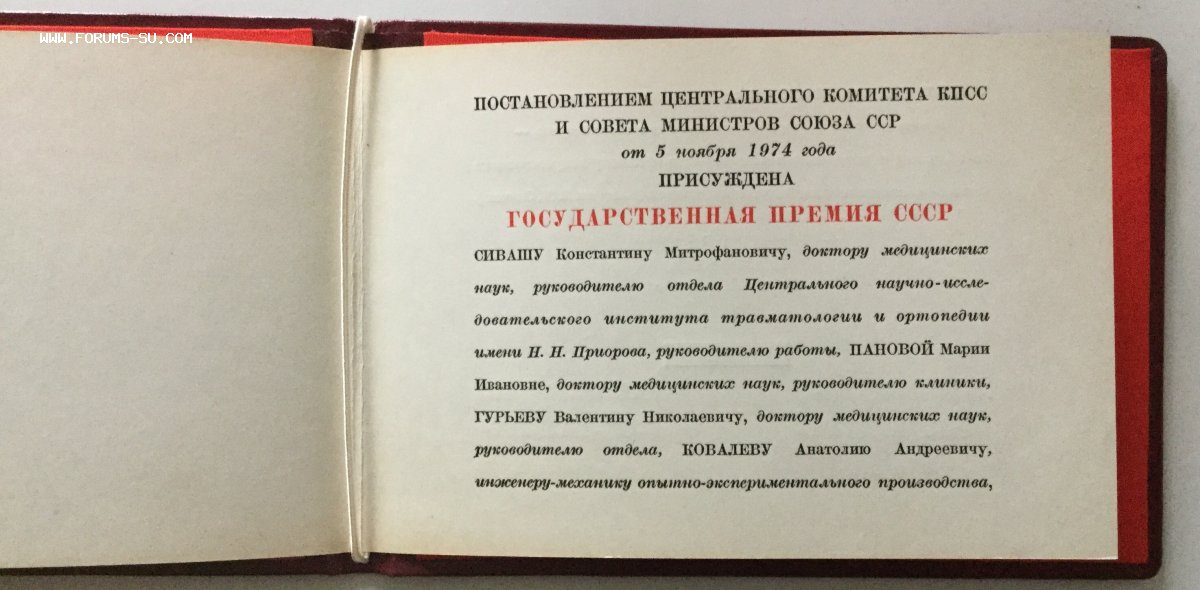 WWW.FORUMS-SU.COM
ПОСТАНОВЛЕНИЕМ ЦЕНТРАЛЬНОГО КОМИТЕТА КПСС
И СОВЕТА МИНИСТРОВ СОЮЗА ССР
от 5 ноября 1974 года
ПРИСУЖДЕНА
ГОСУДАРСТВЕННАЯ ПРЕМИЯ СССР
СИВАШУ Константину Митрофановичу, доктору медицинских
наук, руководителю отдела Центрального научно-иссле-
довательского института травматологии и ортопедии
имени Н. Н. Приорова, руководителю работы, ПАНОВОЙ Марии
Ивановне, доктору медицинских наук, руководителю клиники,
ГУРЬЕВУ Валентину Николаевичу, доктору медицинских наук,
руководителю отдела, КОВАЛЕВУ Анатолию Андреевичу,
инженеру-механику опытно-экспериментального производства,